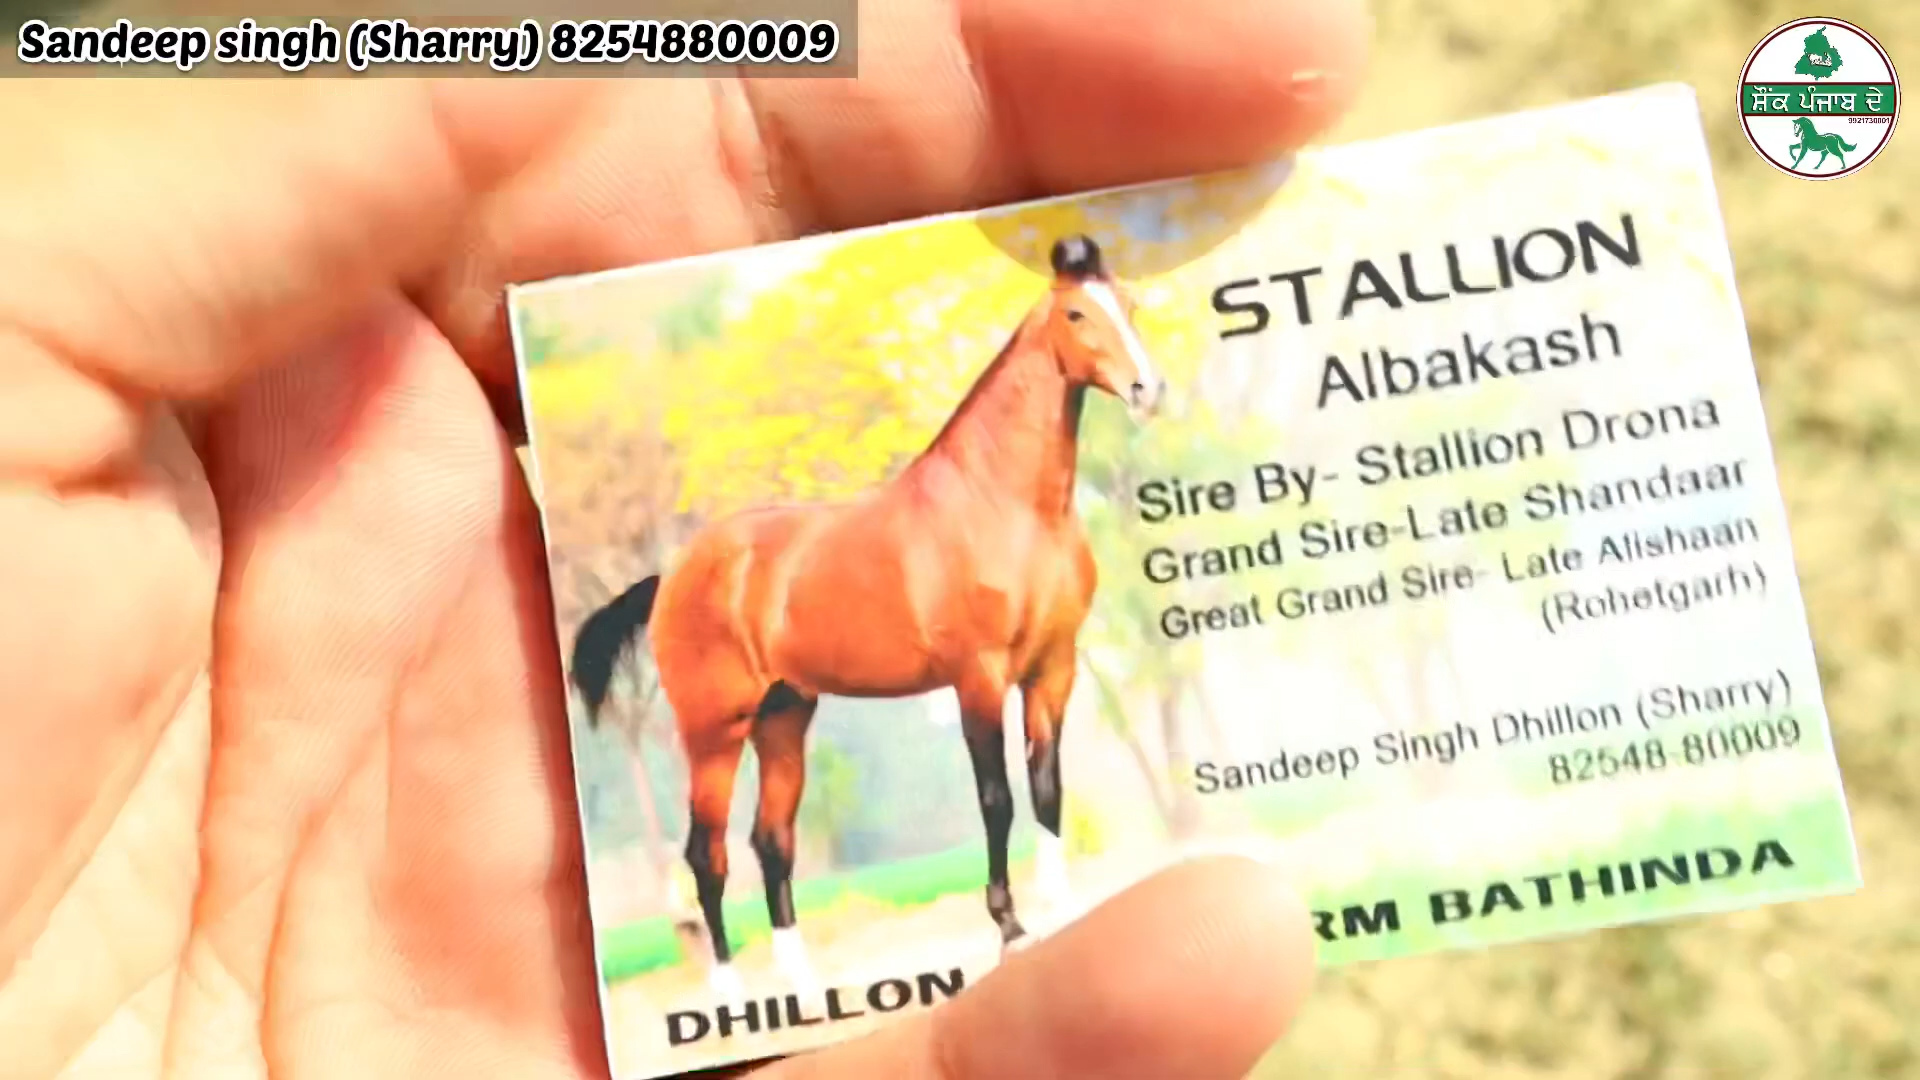 Sandeep singh (Sharry) 8254880009
ਸ਼ੌਂਕ ਪੰਜਾਬ ਦੇ
9921730001
STALLION
Albakash
Sire By- Stallion Drona
Grand Sire-Late Shandaar
Great Grand Sire- Late Alishaan
(Rohetgarh)
Sandeep Singh Dhillon (Sharry)
82548-80009
DHILLON RM BATHINDA